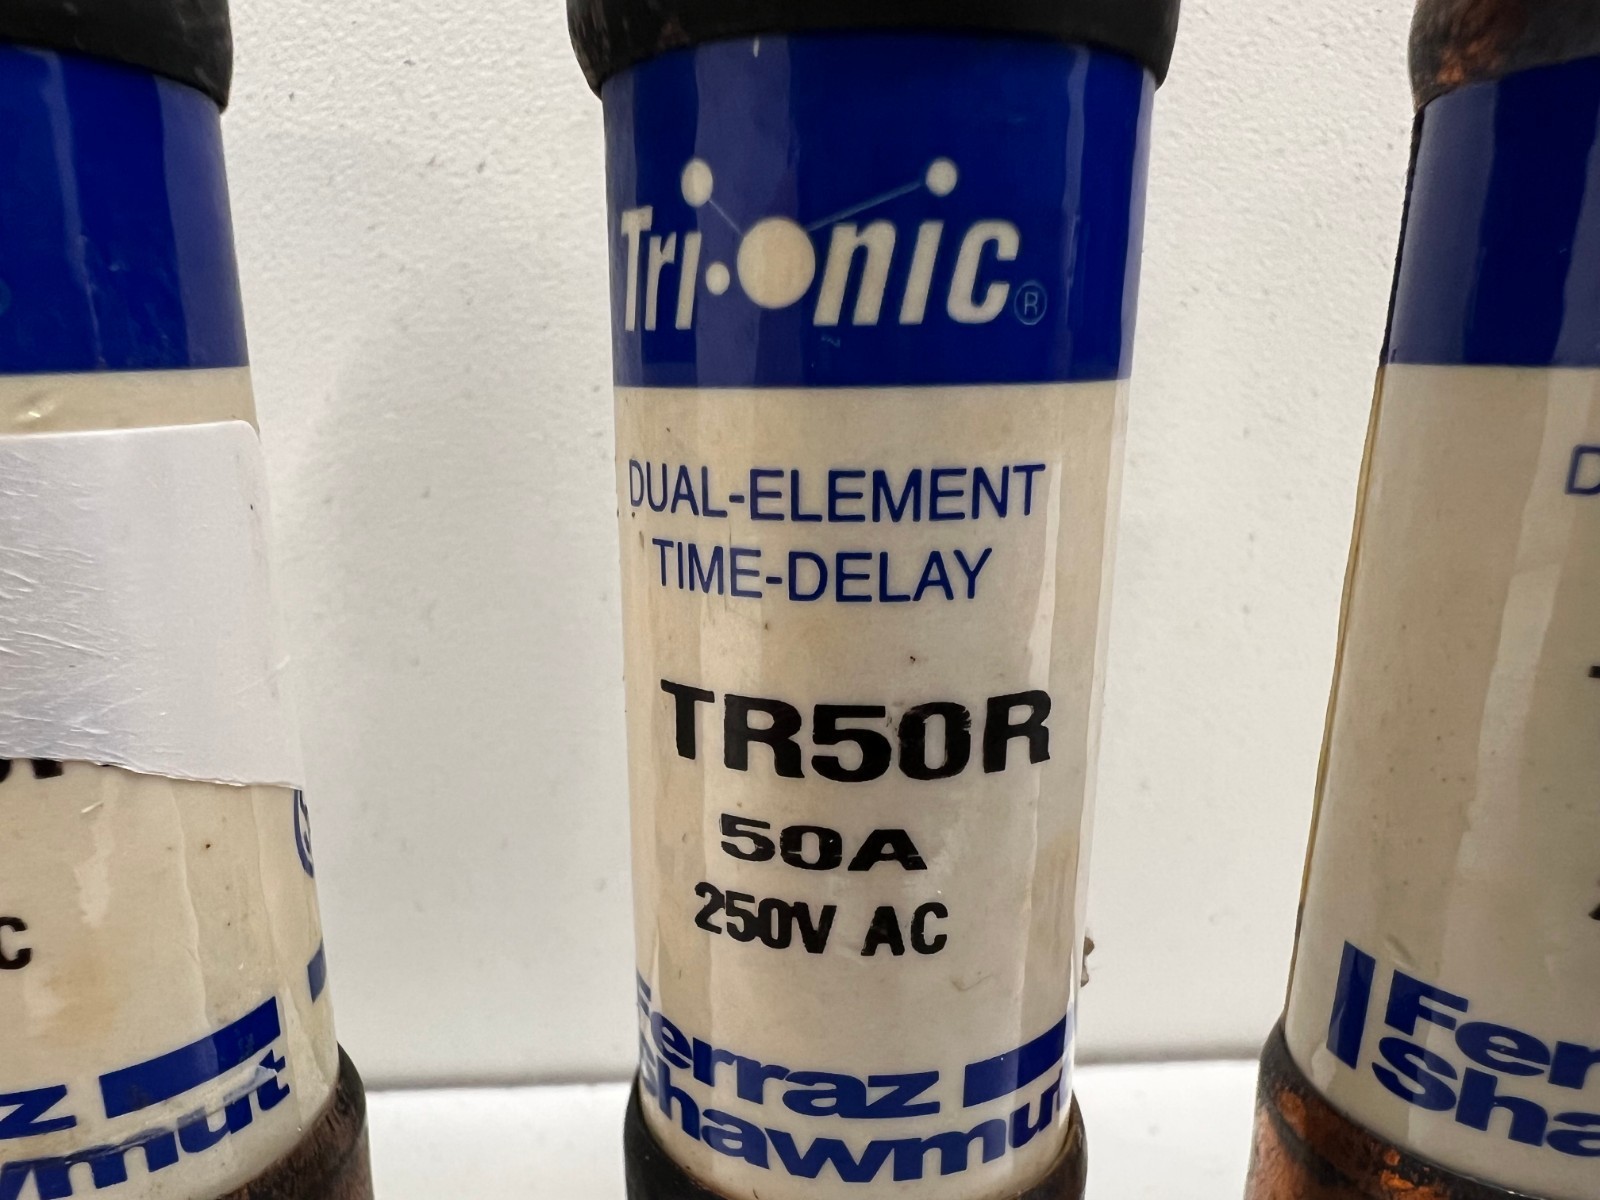 Tri-onic®
DUAL-ELEMENT
TIME-DELAY
TR50R
50A
250V AC
Ferraz
Shawmut